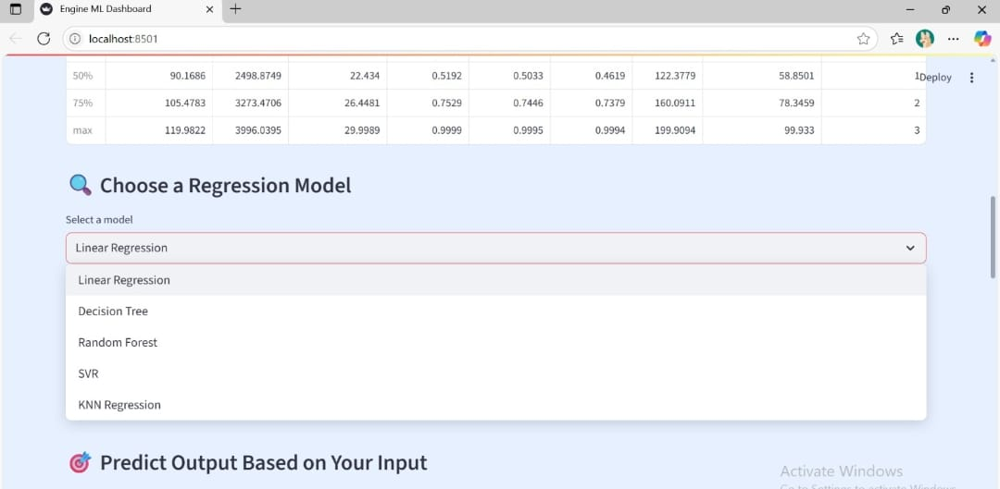 Engine ML Dashboard
localhost:8501
50% 90.1686 2498.8749 22.434 0.5192 0.5033 0.4619 122.3779 58.8501 1
Deploy
75% 105.4783 3273.4706 26.4481 0.7529 0.7446 0.7379 160.0911 78.3459 2
max 119.9822 3996.0395 29.9989 0.9999 0.9995 0.9994 199.9094 99.933 3
Choose a Regression Model
Select a model
Linear Regression
Linear Regression
Decision Tree
Random Forest
SVR
KNN Regression
Predict Output Based on Your Input
Activate Windows
Go to Settings to activate Windows